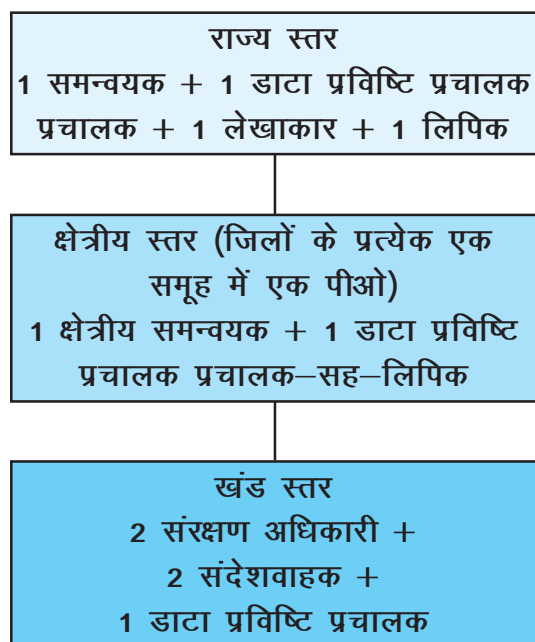 राज्य स्तर
1 समन्वयक + 1 डाटा प्रविष्टि प्रचालक
प्रचालक + 1 लेखाकार + 1 लिपिक
क्षेत्रीय स्तर (जिलों के प्रत्येक एक
समूह में एक पीओ)
1 क्षेत्रीय समन्वयक + 1 डाटा प्रविष्टि
प्रचालक प्रचालक–सह–लिपिक
खंड स्तर
2 संरक्षण अधिकारी +
2 संदेशवाहक +
1 डाटा प्रविष्टि प्रचालक